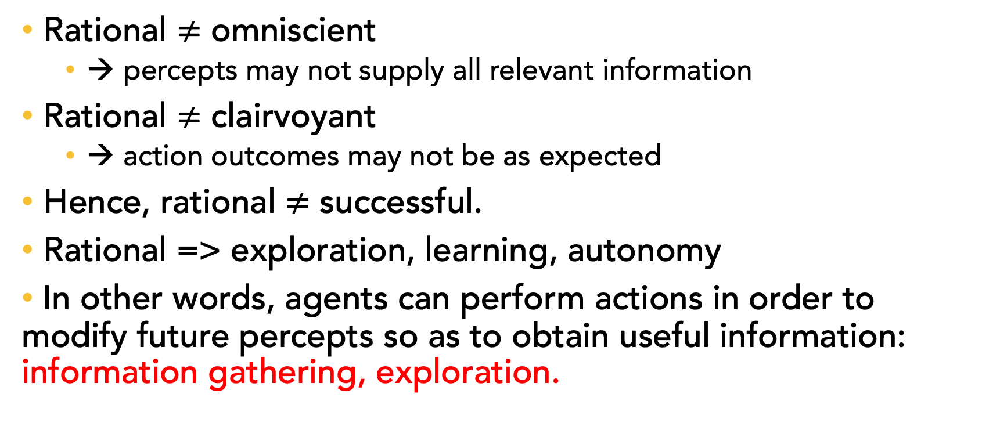 • Rational ≠ omniscient
• → percepts may not supply all relevant information
• Rational ≠ clairvoyant
• → action outcomes may not be as expected
• Hence, rational ≠ successful.
• Rational => exploration, learning, autonomy
• In other words, agents can perform actions in order to
modify future percepts so as to obtain useful information:
information gathering, exploration.